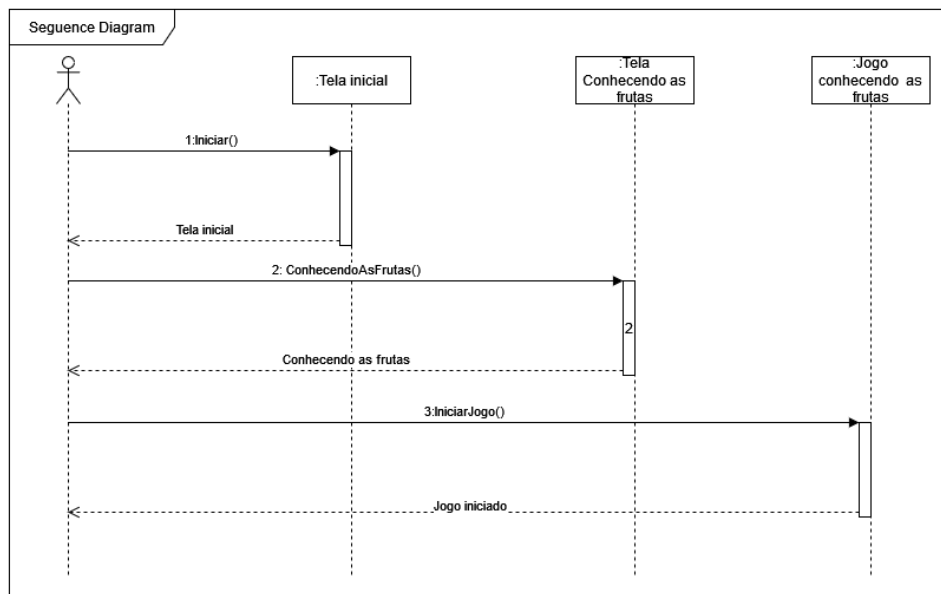 Seguence Diagram
:Tela inicial
:Tela
Conhecendo as
frutas
:Jogo
conhecendo as
frutas
1:Iniciar()
Tela inicial
2: ConhecendoAsFrutas()
2
Conhecendo as frutas
3:IniciarJogo()
Jogo iniciado